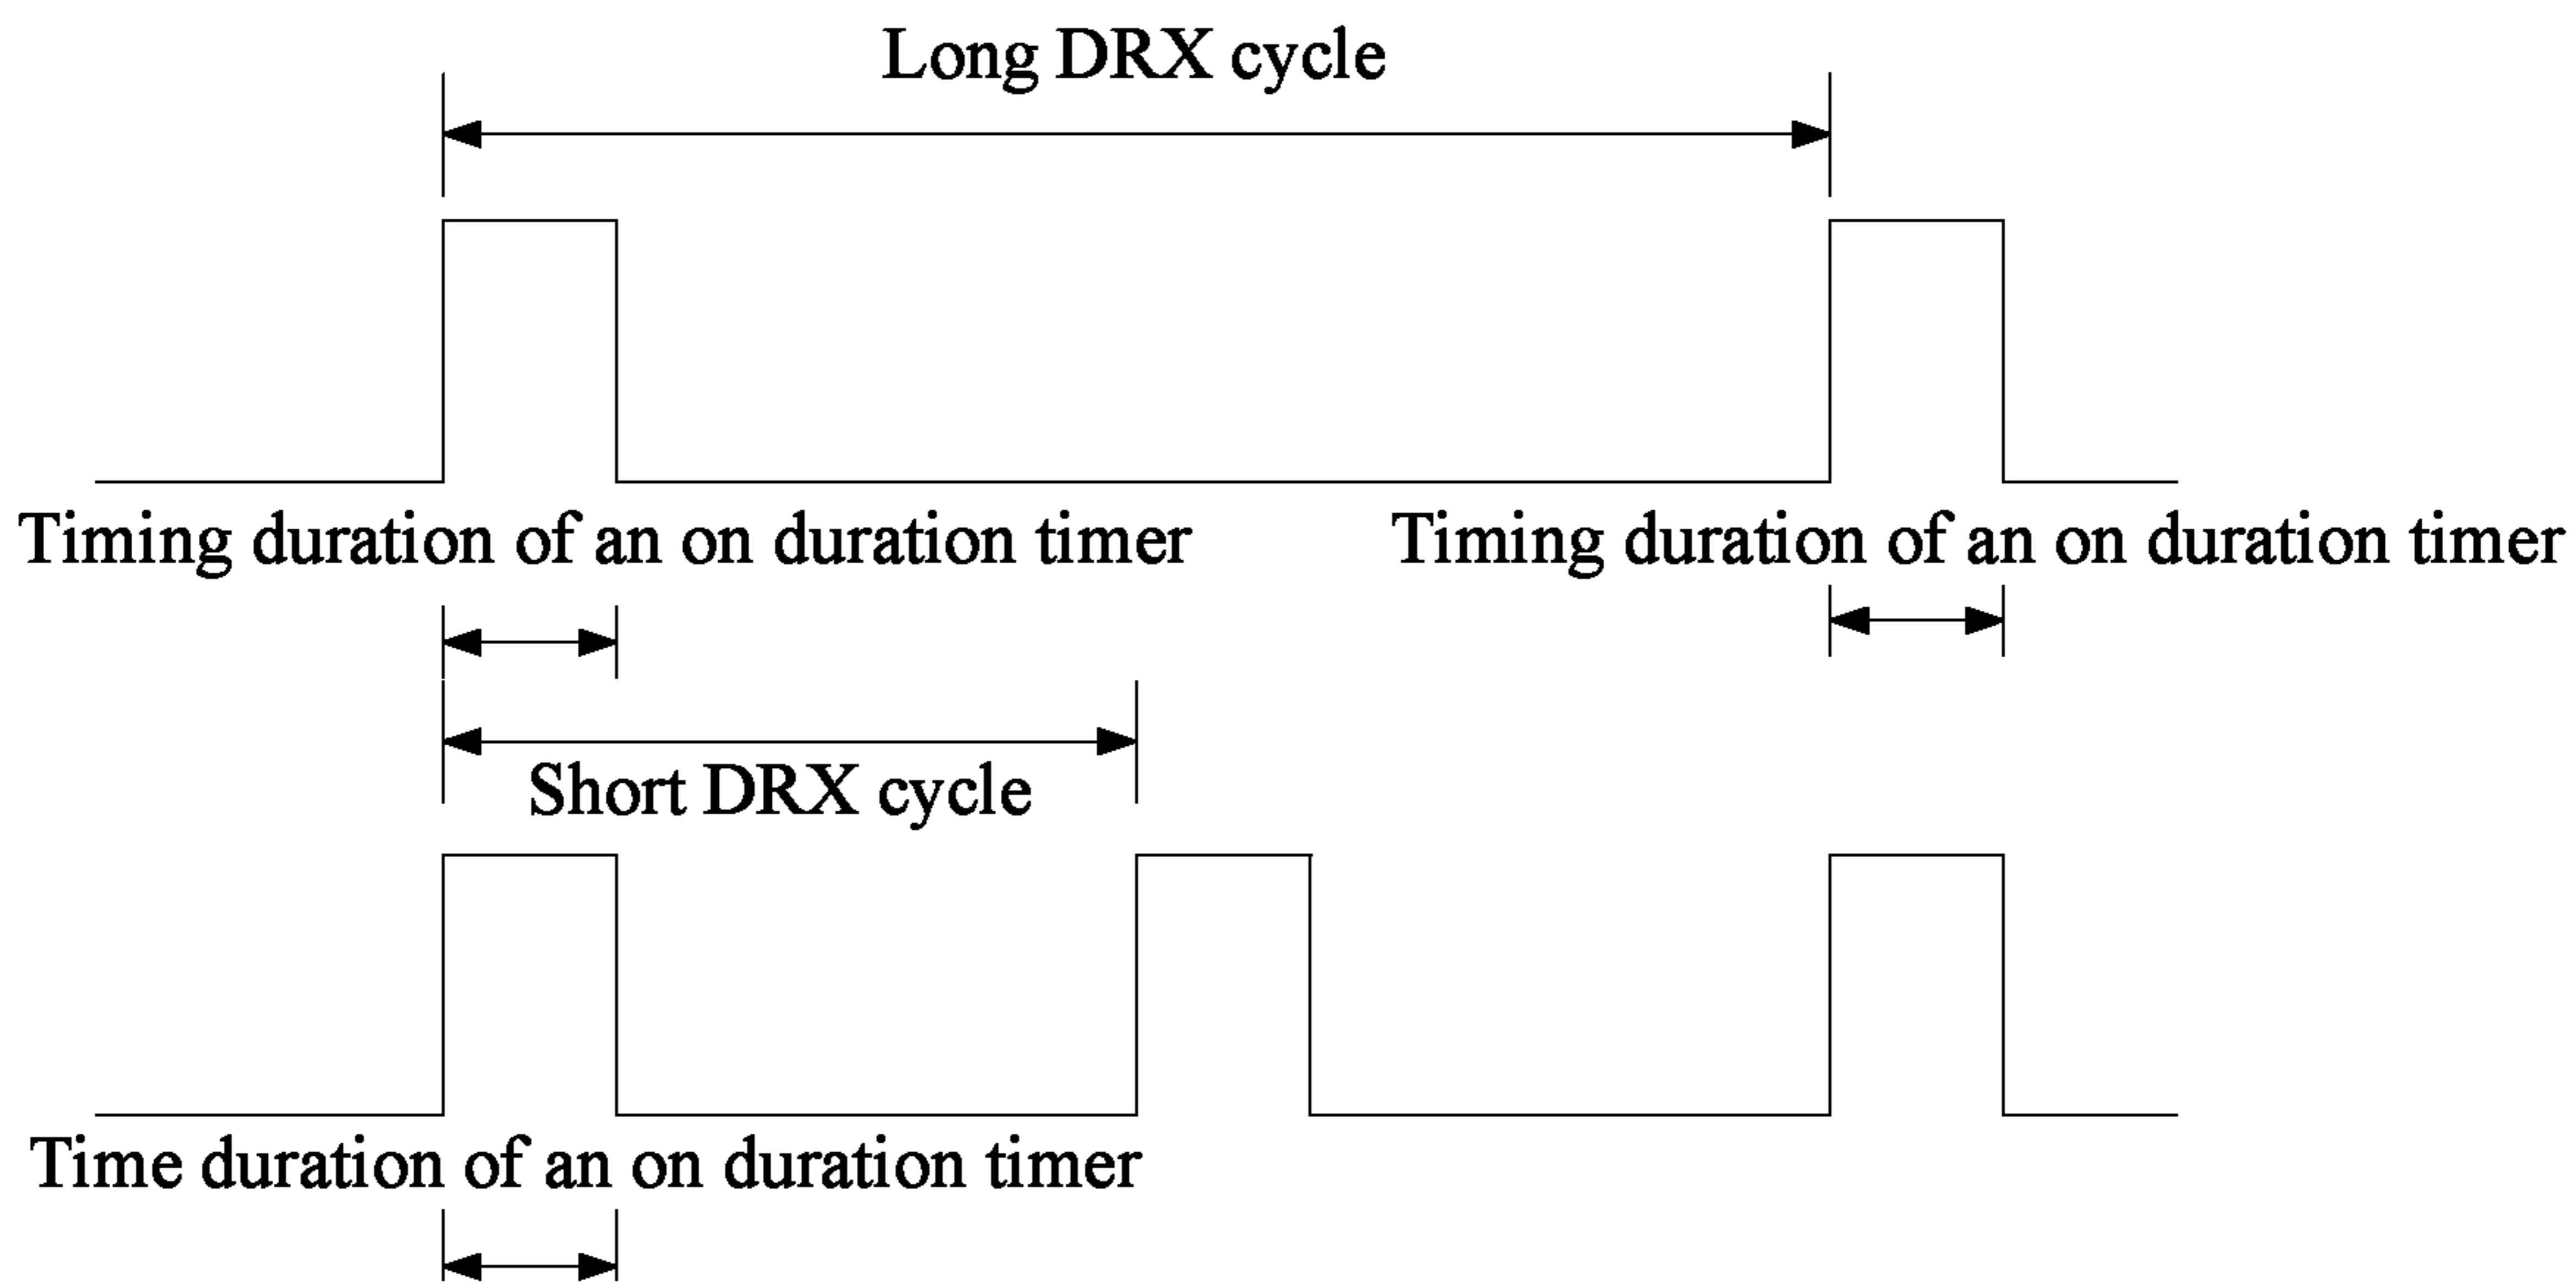 Long DRX cycle
Timing duration of an on duration timer
Timing duration of an on duration timer
Short DRX cycle
Time duration of an on duration timer